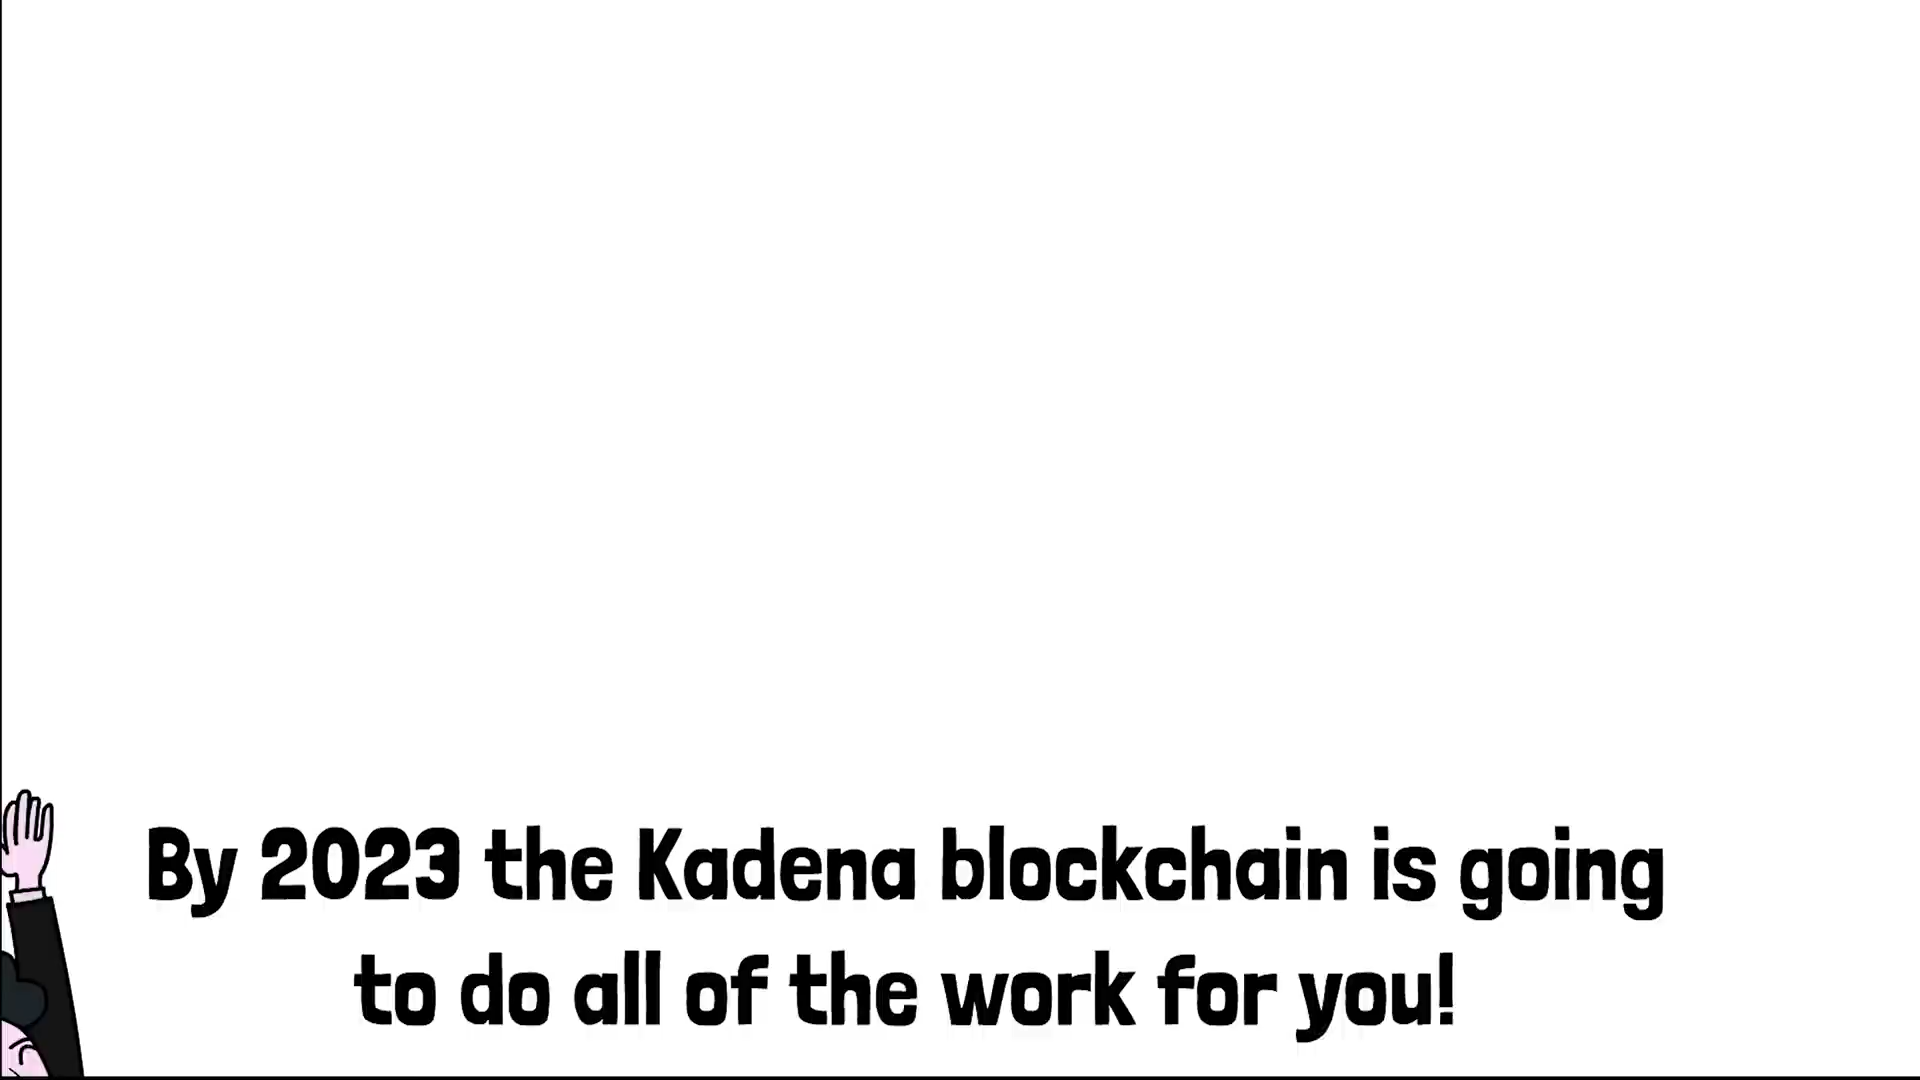 By 2023 the Kadena blockchain is going
to do all of the work for you!